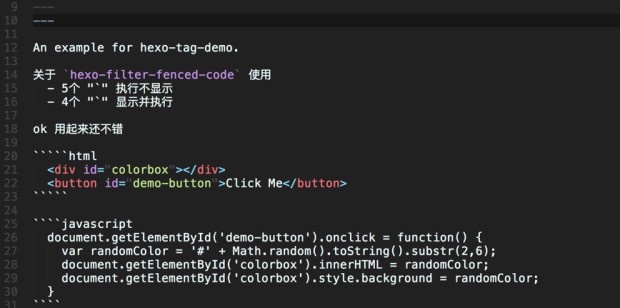 9 ---
10 ---
11
12 An example for hexo-tag-demo.
13
14 关于 `hexo-filter-fenced-code` 使用
15   - 5个 "`" 执行不显示
16   - 4个 "`" 显示并执行
17
18 ok 用起来还不错
19
20 `````html
21   <div id="colorbox"></div>
22   <button id="demo-button">Click Me</button>
23 `````
24
25 ````javascript
26   document.getElementById('demo-button').onclick = function() {
27     var randomColor = '#' + Math.random().toString().substr(2,6);
28     document.getElementById('colorbox').innerHTML = randomColor;
29     document.getElementById('colorbox').style.background = randomColor;
30   }
31 ````